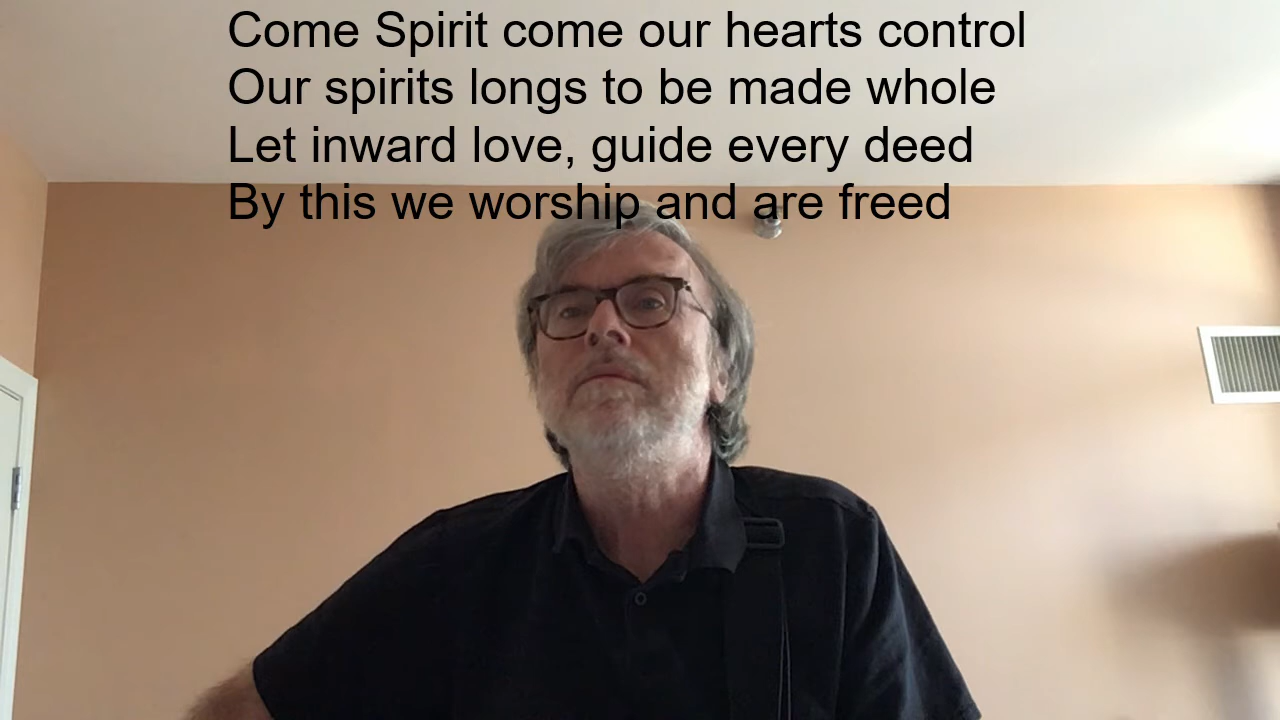 Come Spirit come our hearts control
Our spirits longs to be made whole
Let inward love, guide every deed
By this we worship and are freed